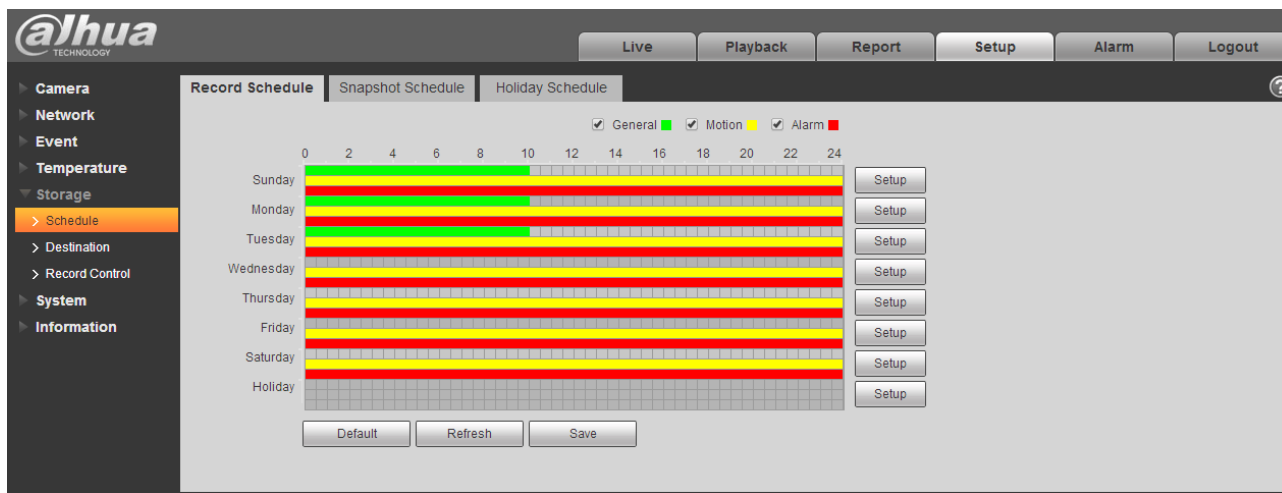 alhua
TECHNOLOGY
Live Playback Report Setup Alarm Logout
Camera
Network
Event
Temperature
Storage
Schedule
Destination
Record Control
System
Information
Record Schedule Snapshot Schedule Holiday Schedule
?
General Motion Alarm
0 2 4 6 8 10 12 14 16 18 20 22 24
Sunday Setup
Monday Setup
Tuesday Setup
Wednesday Setup
Thursday Setup
Friday Setup
Saturday Setup
Holiday Setup
Default Refresh Save